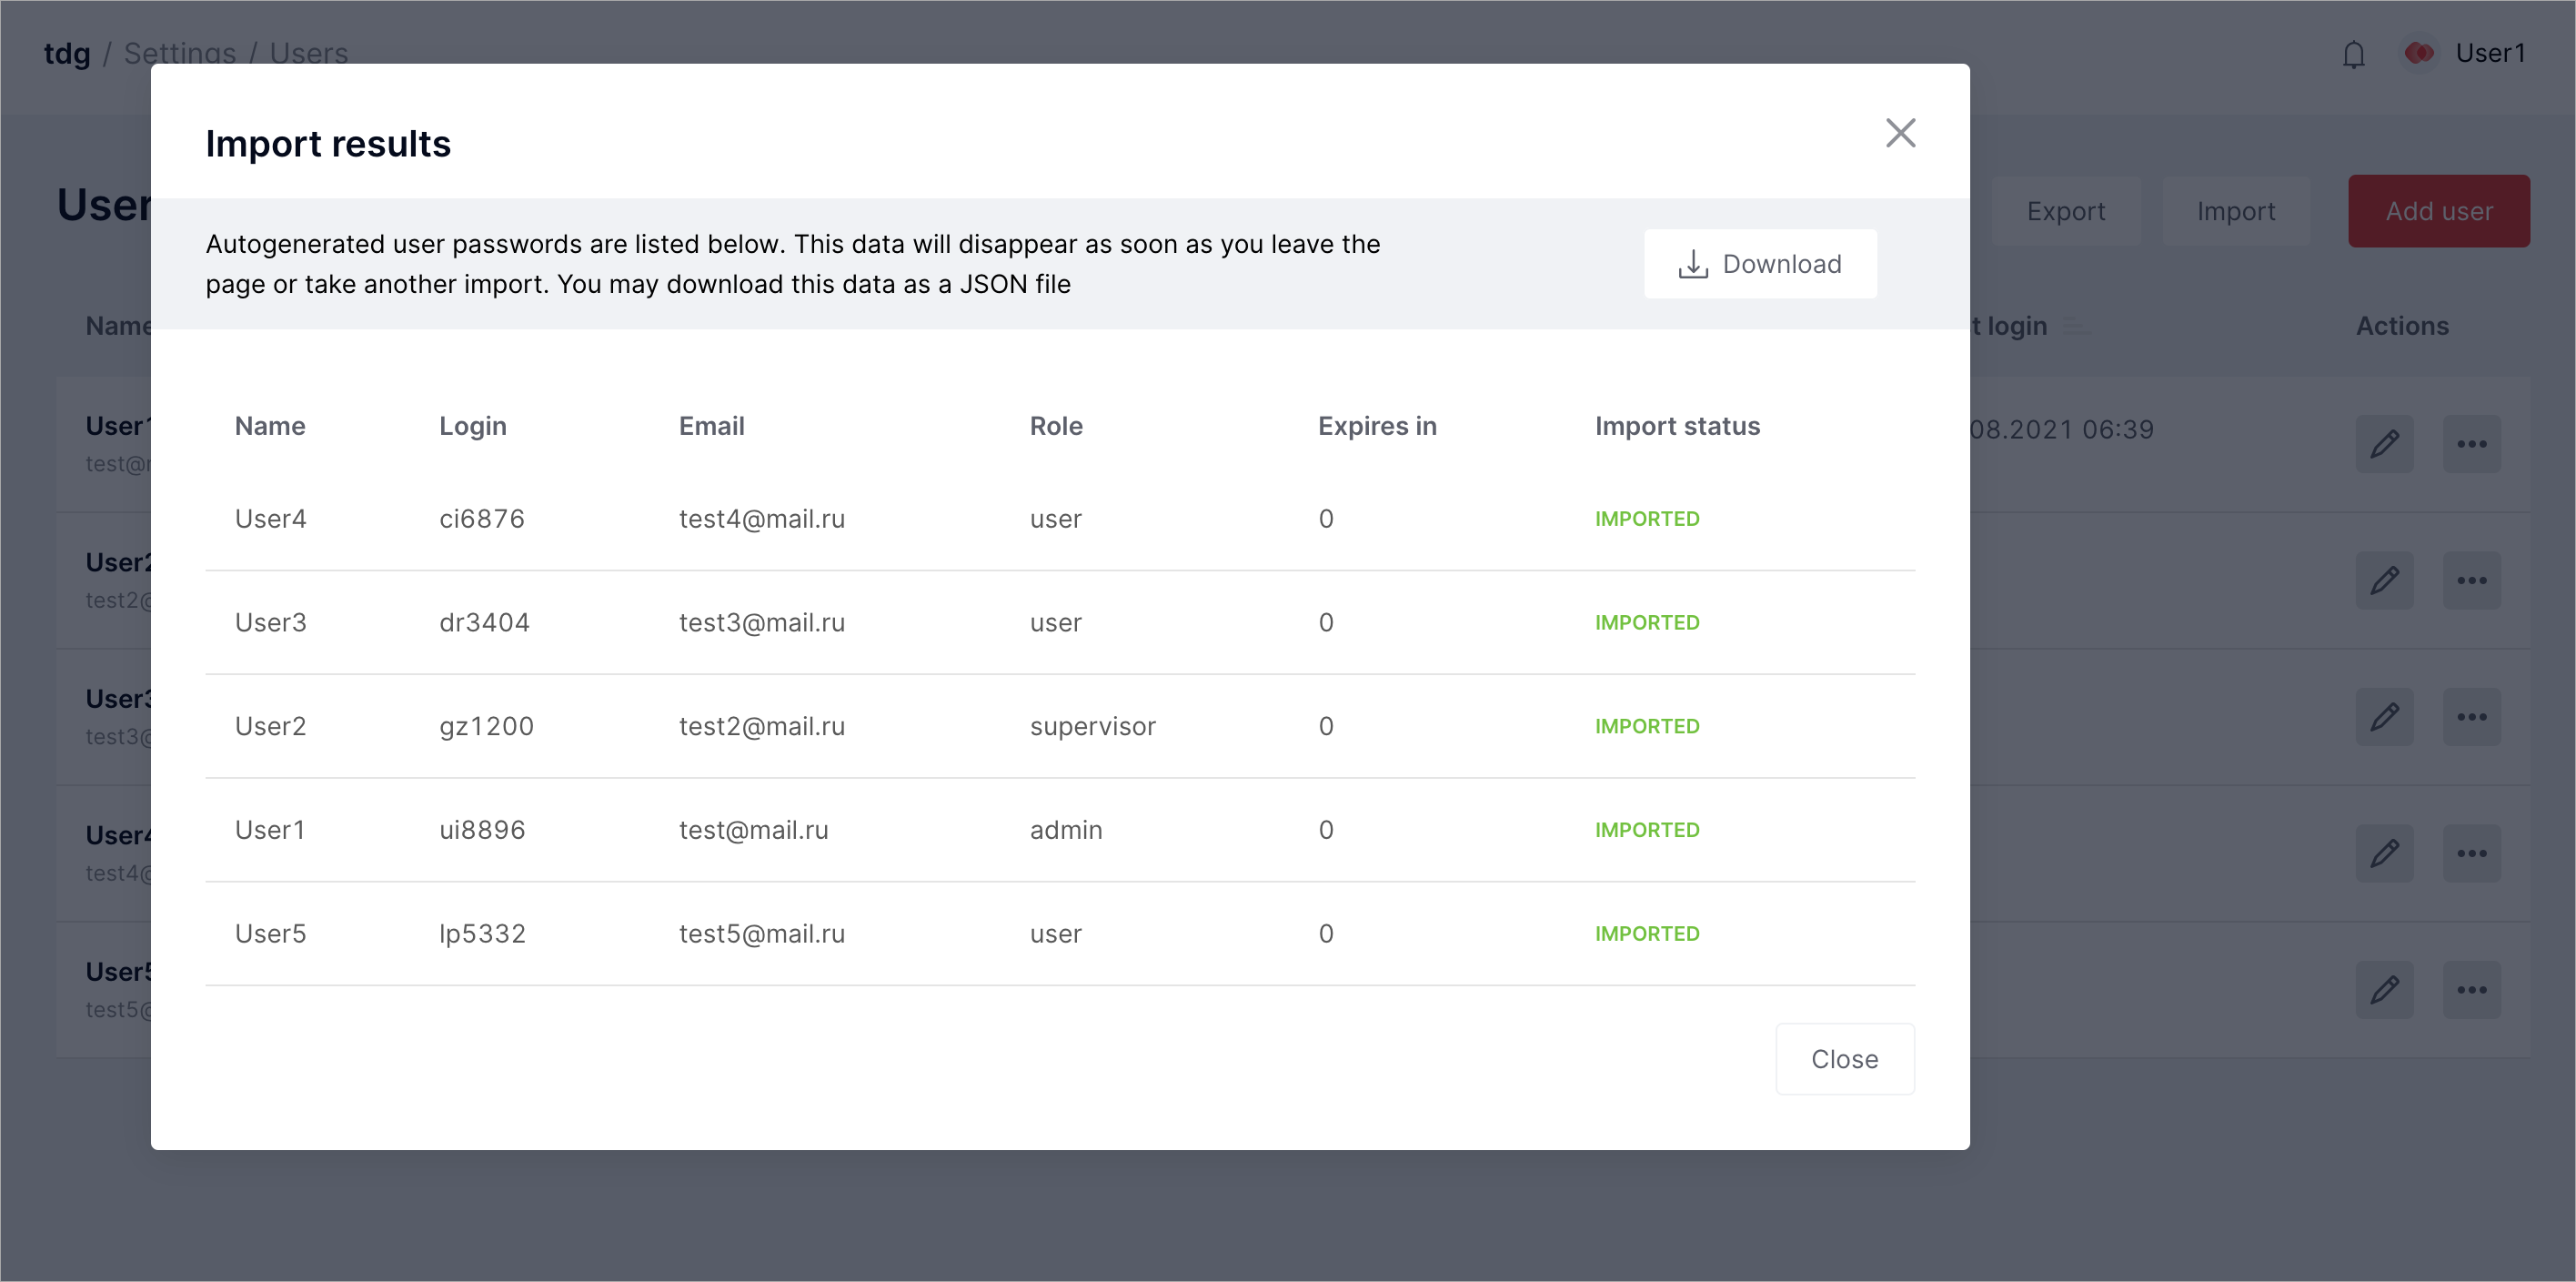 tdg / Settings / Users
User1
Import results
User
Export
Import
Add user
Autogenerated user passwords are listed below. This data will disappear as soon as you leave the
page or take another import. You may download this data as a JSON file
Download
Name
t login
Actions
Name Login Email Role Expires in Import status
User1
test@
08.2021 06:39
User4 ci6876 test4@mail.ru user 0 IMPORTED
User2
test2@
User3 dr3404 test3@mail.ru user 0 IMPORTED
User3
test3@
User2 gz1200 test2@mail.ru supervisor 0 IMPORTED
User4
test4@
User1 ui8896 test@mail.ru admin 0 IMPORTED
User5
test5@
User5 lp5332 test5@mail.ru user 0 IMPORTED
Close